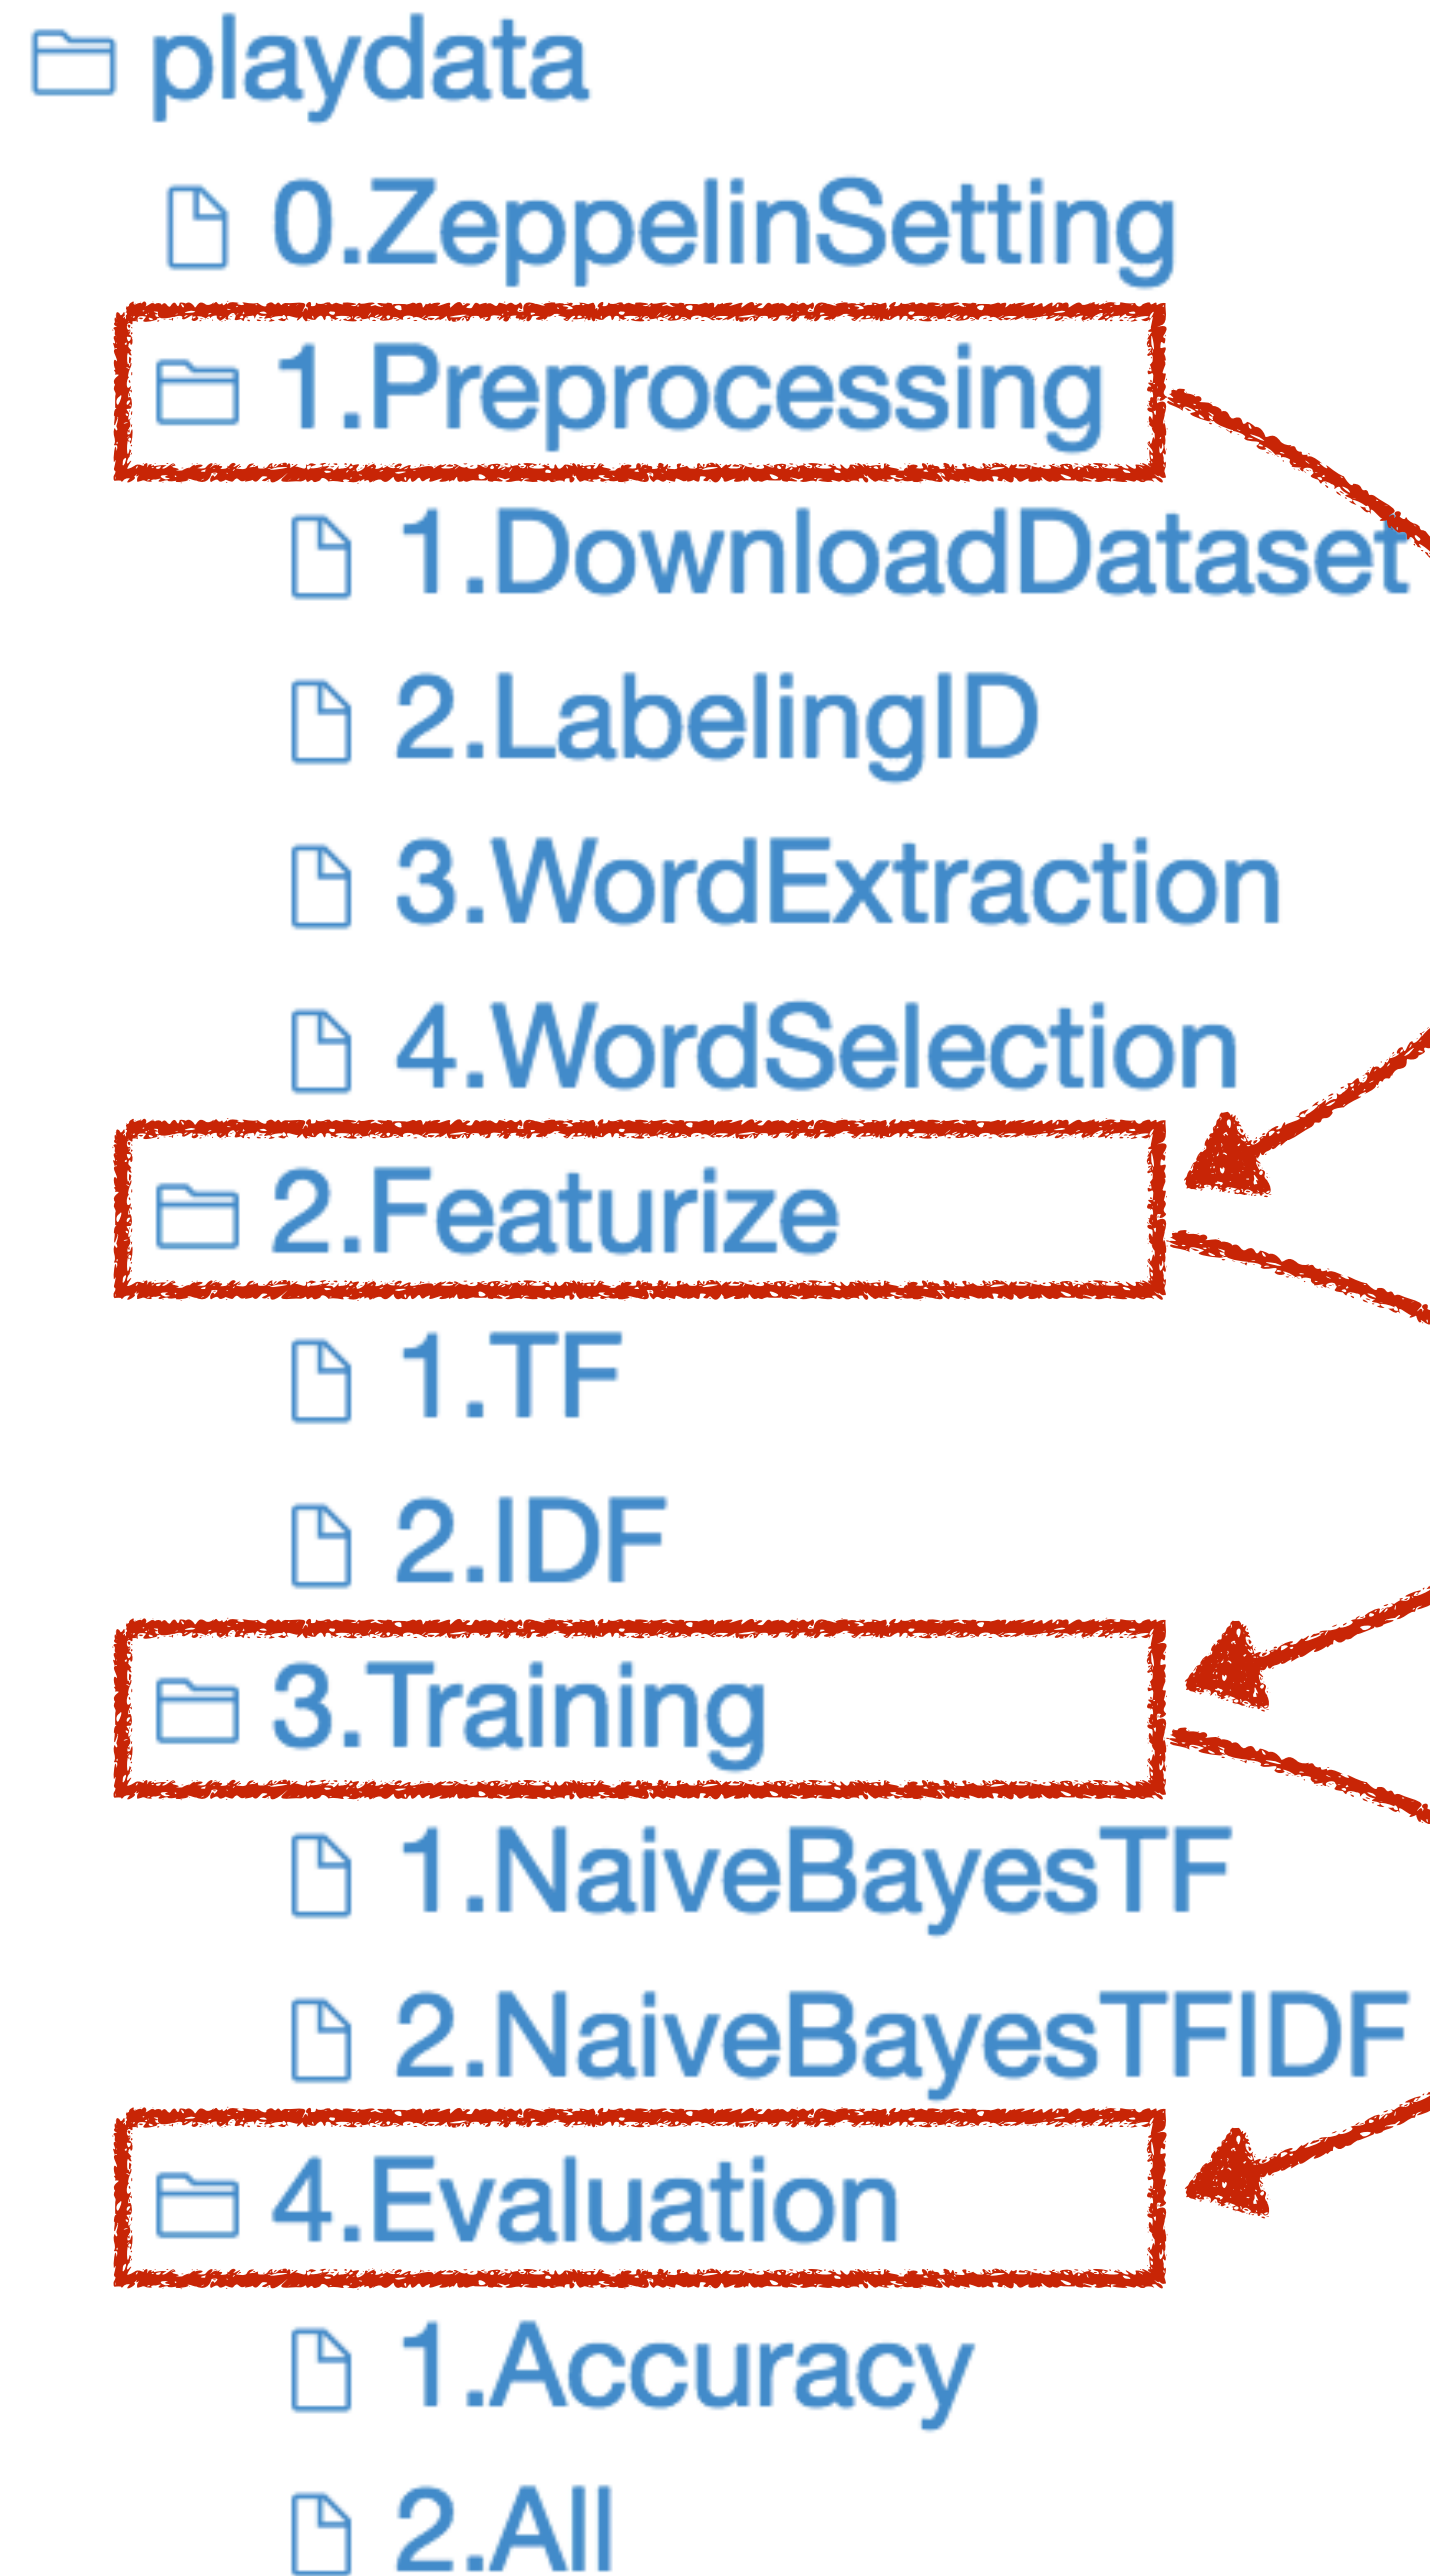 playdata
0.ZeppelinSetting
1.Preprocessing
1.DownloadDataset
2.LabelingID
3.WordExtraction
4.WordSelection
2.Featurize
1.TF
2.IDF
3.Training
1.NaiveBayesTF
2.NaiveBayesTFIDF
4.Evaluation
1.Accuracy
2.All